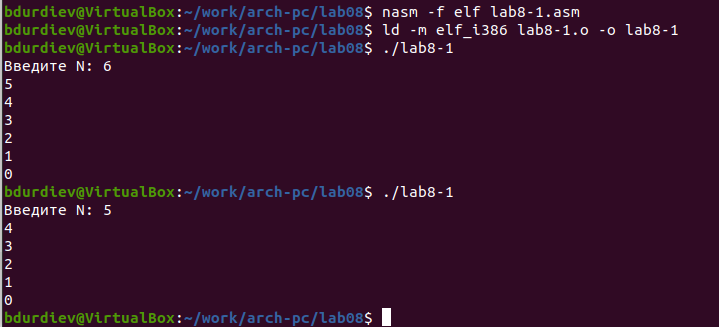 bdurdiev@VirtualBox:~/work/arch-pc/lab08$ nasm -f elf lab8-1.asm
bdurdiev@VirtualBox:~/work/arch-pc/lab08$ ld -m elf_i386 lab8-1.o -o lab8-1
bdurdiev@VirtualBox:~/work/arch-pc/lab08$ ./lab8-1
Введите N: 6
5
4
3
2
1
0
bdurdiev@VirtualBox:~/work/arch-pc/lab08$ ./lab8-1
Введите N: 5
4
3
2
1
0
bdurdiev@VirtualBox:~/work/arch-pc/lab08$